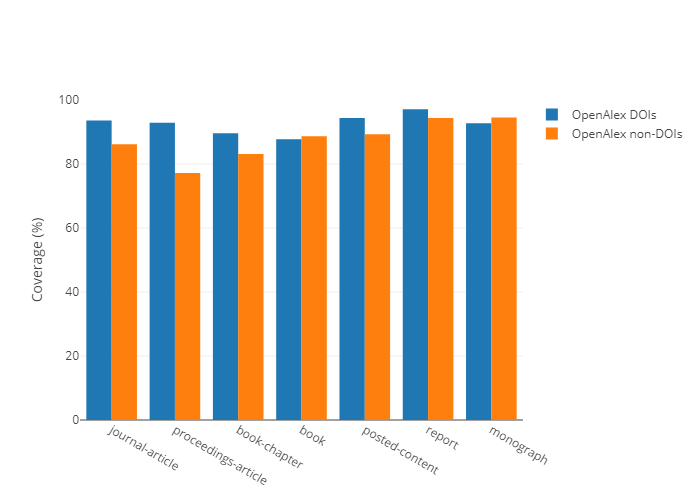 100
80
60
40
20
0
Coverage (%)
journal-article
proceedings-article
book-chapter
book
posted-content
report
monograph
OpenAlex DOIs
OpenAlex non-DOIs